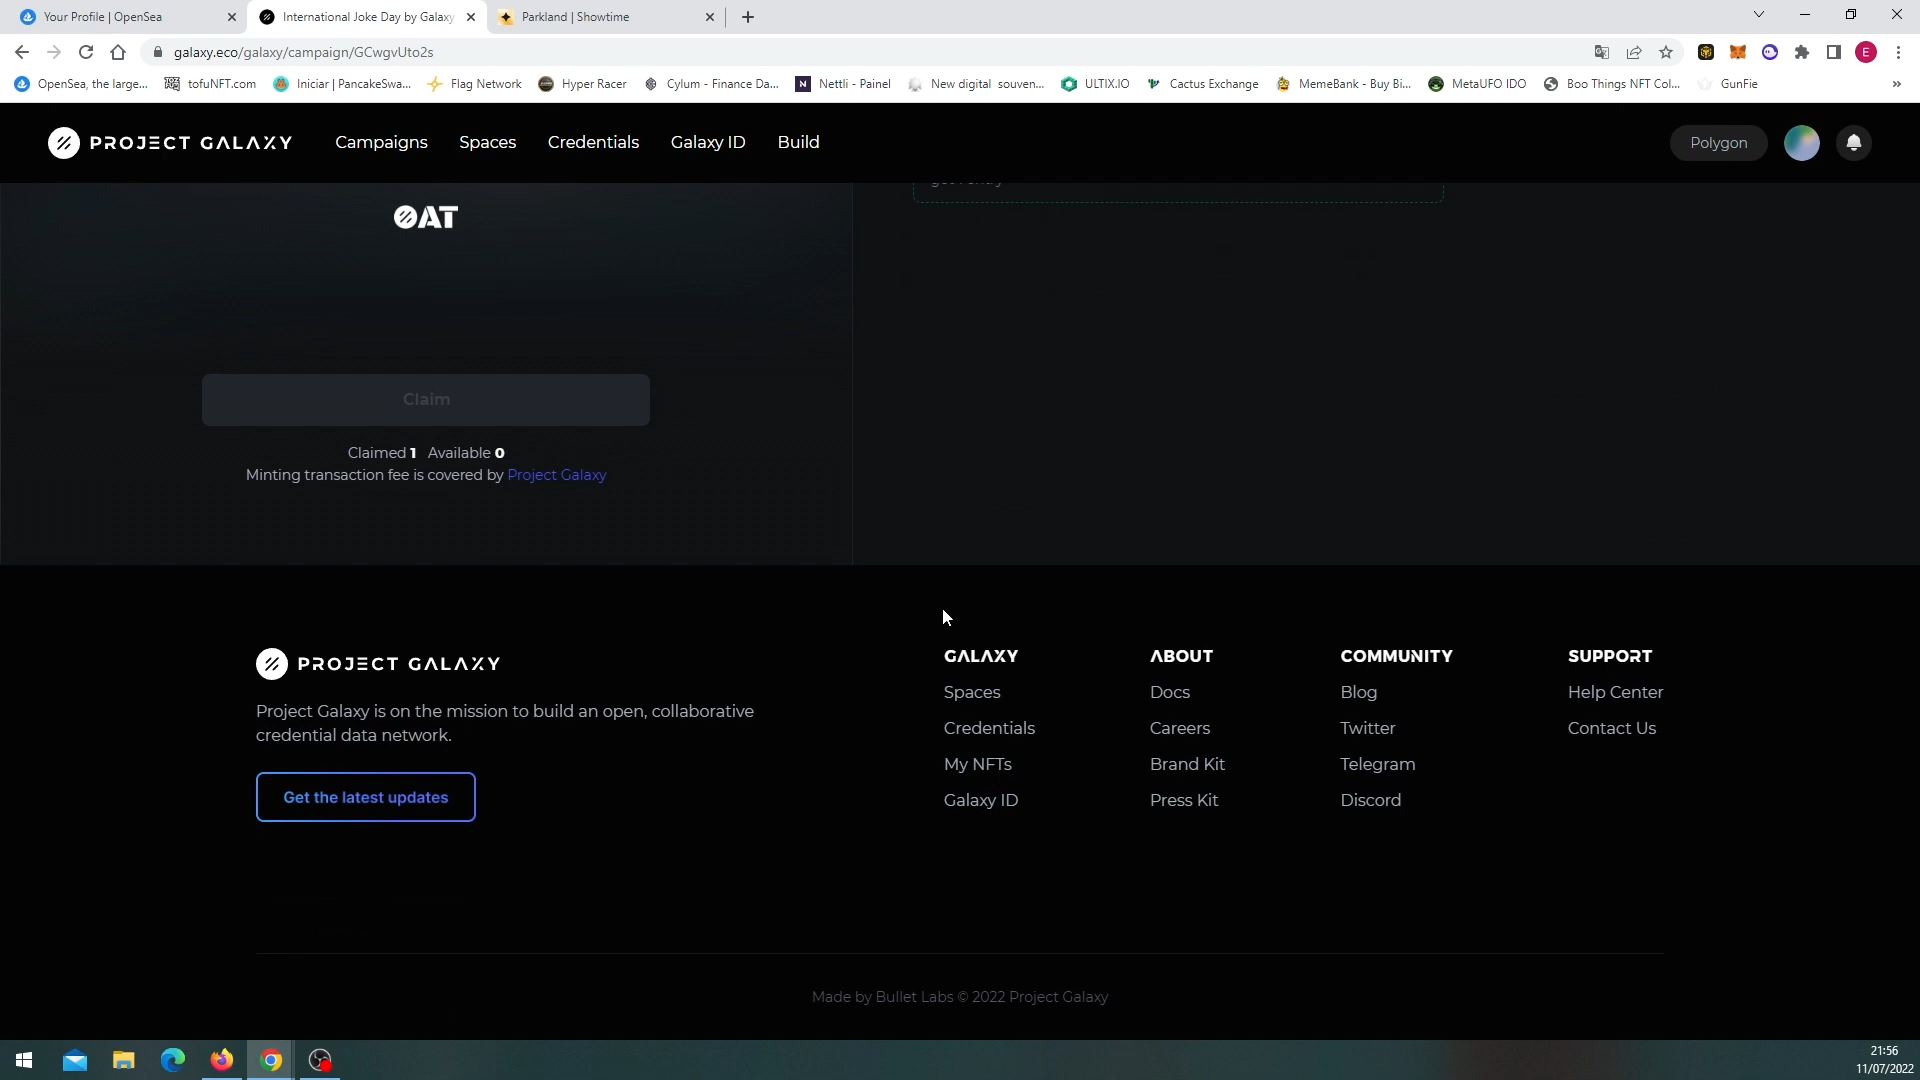 Your Profile | OpenSea
International Joke Day by Galaxy
Parkland | Showtime
galaxy.eco/galaxy/campaign/GCwgvUto2s
E
OpenSea, the large...
tofuNFT.com
Iniciar | PancakeSwa...
Flag Network
Hyper Racer
Cylum - Finance Da...
N
Nettli - Painel
New digital souven...
ULTIX.IO
Cactus Exchange
MemeBank - Buy Bi...
MetaUFO IDO
Boo Things NFT Col...
GunFie
»
PROJECT GALAXY
Campaigns
Spaces
Credentials
Galaxy ID
Build
Polygon
OAT
Claim
Claimed 1 Available 0
Minting transaction fee is covered by Project Galaxy
PROJECT GALAXY
Project Galaxy is on the mission to build an open, collaborative
credential data network.
Get the latest updates
GALAXY
Spaces
Credentials
My NFTs
Galaxy ID
ABOUT
Docs
Careers
Brand Kit
Press Kit
COMMUNITY
Blog
Twitter
Telegram
Discord
SUPPORT
Help Center
Contact Us
Made by Bullet Labs © 2022 Project Galaxy
21:56
11/07/2022